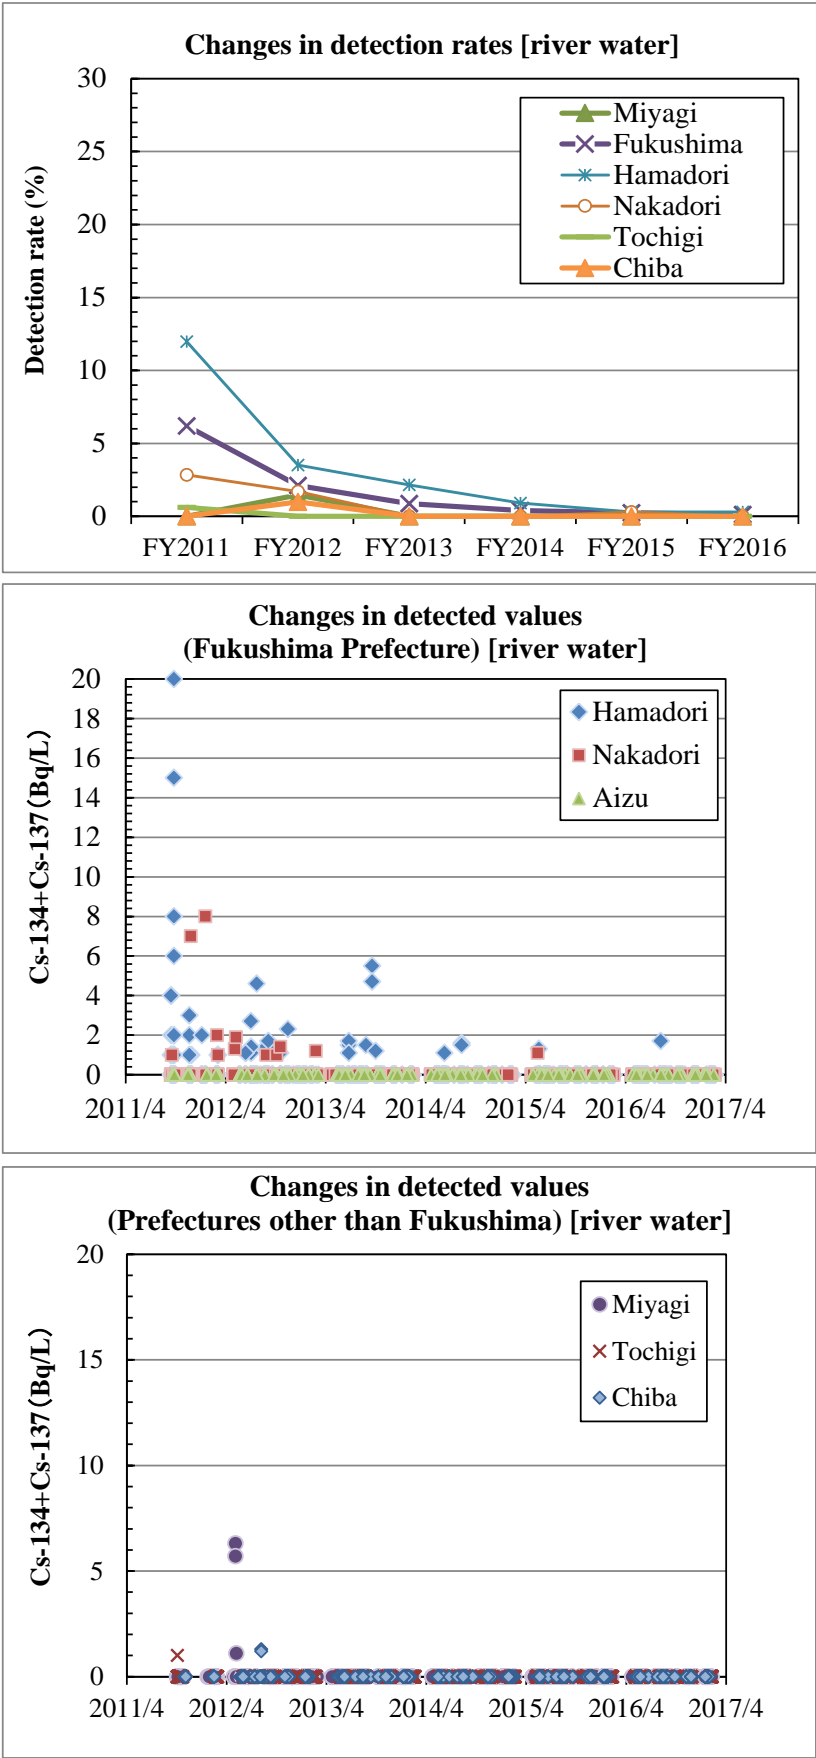 Changes in detection rates [river water]
Detection rate (%)
30
25
20
15
10
5
0
Miyagi
Fukushima
Hamadori
Nakadori
Tochigi
Chiba
FY2011 FY2012 FY2013 FY2014 FY2015 FY2016
Changes in detected values
(Fukushima Prefecture) [river water]
Cs-134+Cs-137(Bq/L)
20
18
16
14
12
10
8
6
4
2
0
Hamadori
Nakadori
Aizu
2011/4 2012/4 2013/4 2014/4 2015/4 2016/4 2017/4
Changes in detected values
(Prefectures other than Fukushima) [river water]
Cs-134+Cs-137(Bq/L)
20
15
10
5
0
Miyagi
Tochigi
Chiba
2011/4 2012/4 2013/4 2014/4 2015/4 2016/4 2017/4